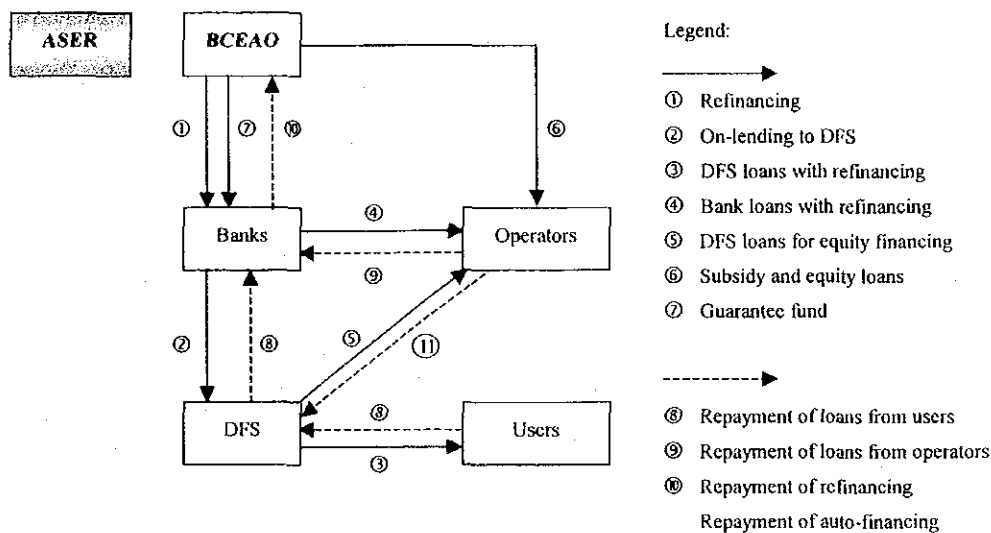 ASER
BCEAO
Legend:
① Refinancing
② On-lending to DFS
③ DFS loans with refinancing
④ Bank loans with refinancing
⑤ DFS loans for equity financing
⑥ Subsidy and equity loans
⑦ Guarantee fund
⑧ Repayment of loans from users
⑨ Repayment of loans from operators
⑩ Repayment of refinancing
Repayment of auto-financing
① ⑦ ⑩ ⑥
Banks
④
Operators
⑨
② ⑧ ⑤ ⑪
DFS
⑧
Users
③